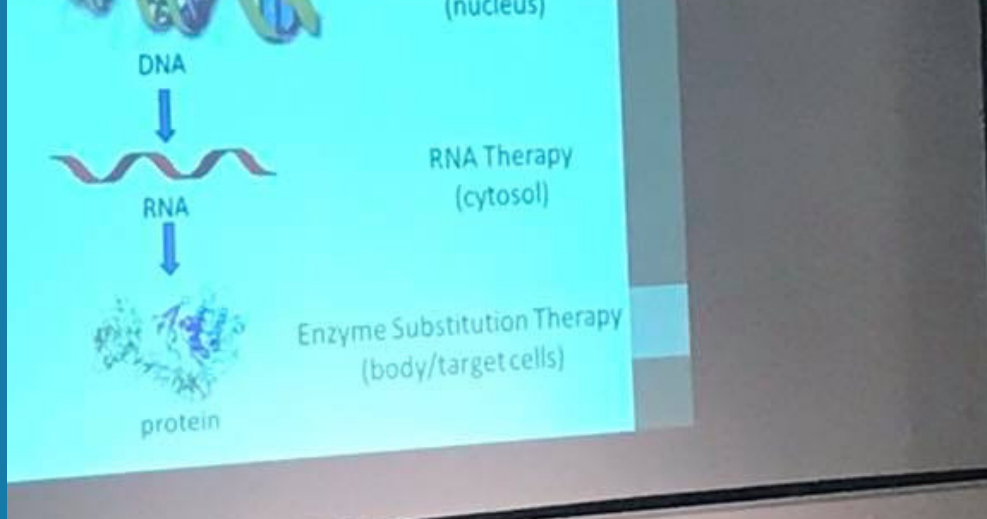 (nucleus)
DNA
RNA Therapy
(cytosol)
RNA
Enzyme Substitution Therapy
(body/target cells)
protein